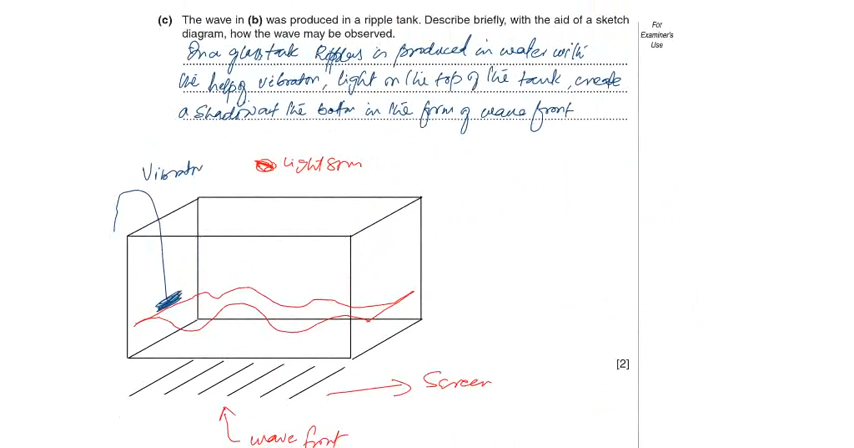 (c) The wave in (b) was produced in a ripple tank. Describe briefly, with the aid of a sketch
diagram, how the wave may be observed.
For
Examiner's
Use
In a glass tank Ripples is produced in water with
the help of vibrator, light on the top of the tank, create
a shadow at the bottom in the form of wave front
Vibrator
light
[2]
Screen
wave front